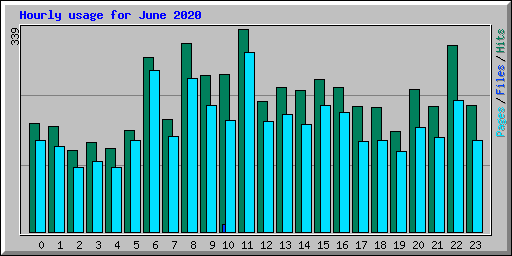 Hourly usage for June 2020
339
Pages / Files / Hits
0 1 2 3 4 5 6 7 8 9 10 11 12 13 14 15 16 17 18 19 20 21 22 23